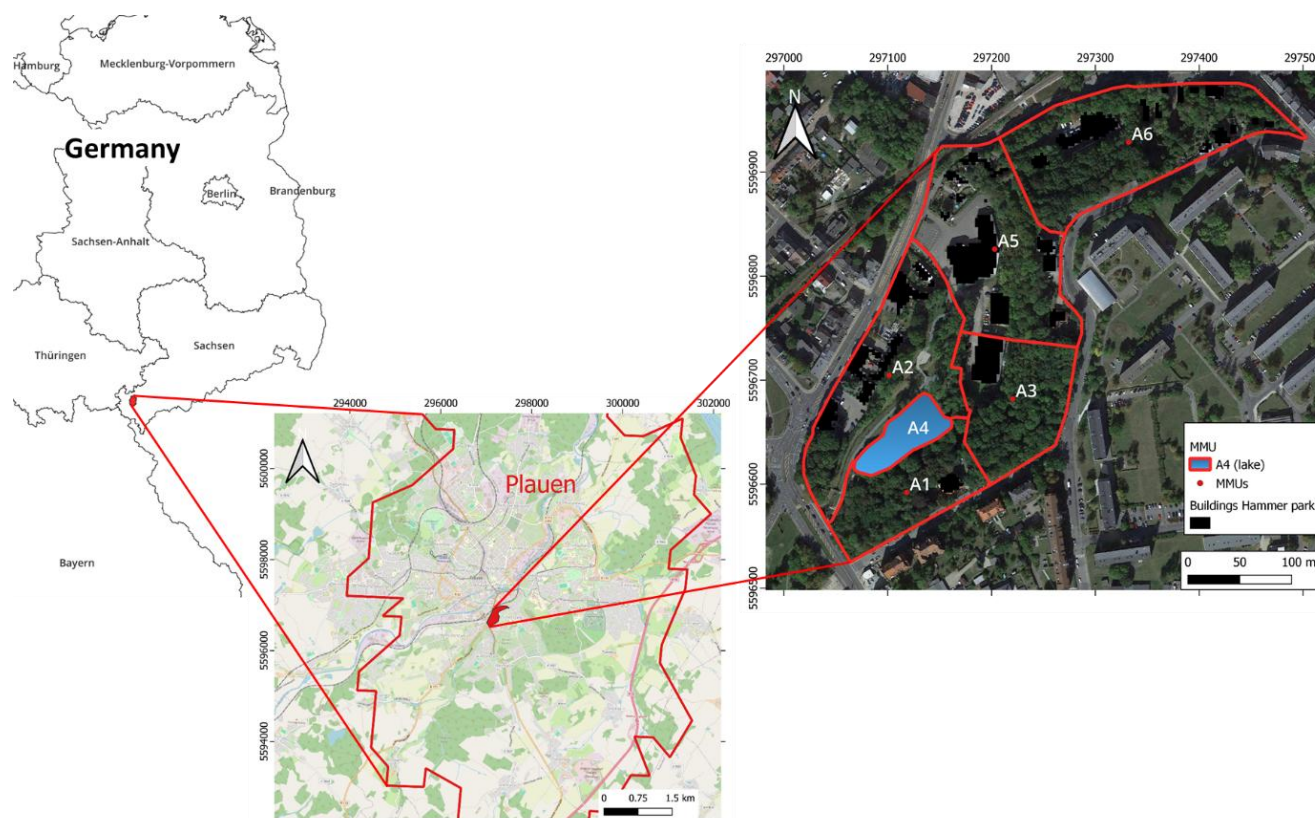 Hamburg
Mecklenburg-Vorpommern
Germany
Berlin
Brandenburg
Sachsen-Anhalt
Thüringen
Sachsen
Bayern
294000
296000
298000
300000
302000
5600000
5598000
5596000
5594000
Plauen
0 0.75 1.5 km
297000
297100
297200
297300
297400
29750
5596900
5596800
5596700
5596600
5596500
N
A6
A5
A2
A3
A4
A1
MMU
A4 (lake)
MMUs
Buildings Hammer park
0 50 100 m